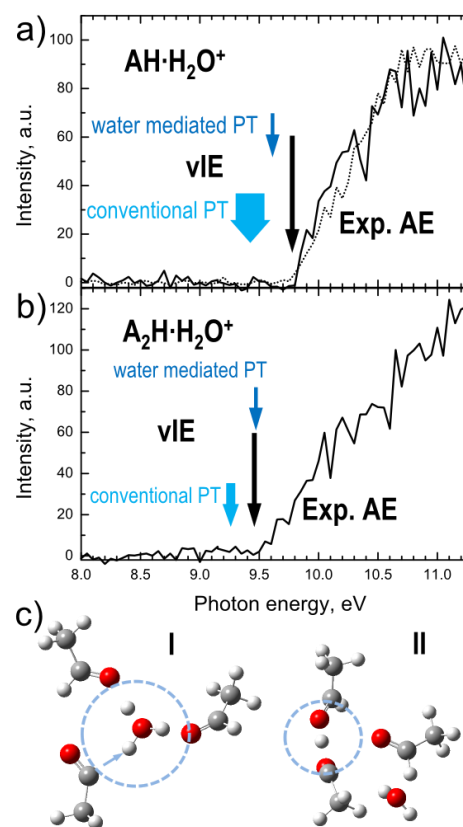 a)
100
80
60
40
20
0
Intensity, a.u.
AH·H₂O⁺
water mediated PT
vIE
conventional PT
Exp. AE
b)
120
100
80
60
40
20
0
Intensity, a.u.
A₂H·H₂O⁺
water mediated PT
vIE
conventional PT
Exp. AE
8.0 8.5 9.0 9.5 10.0 10.5 11.0
Photon energy, eV
c)
I
II